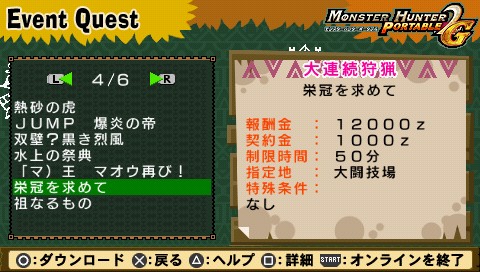 Event Quest
MONSTER HUNTER
PORTABLE 2nd G
L 4/6 R
熱砂の虎
ＪＵＭＰ　爆炎の帝
双壁？黒き烈風
水上の祭典
「マ）王　マオウ再び！
栄冠を求めて
祖なるもの
大連続狩猟
栄冠を求めて
報酬金　：　１２０００ｚ
契約金　：　１０００ｚ
制限時間：　５０分
指定地　：　大闘技場
特殊条件：
なし
○:ダウンロード ×:戻る △:ヘルプ □:詳細 START:オンラインを終了